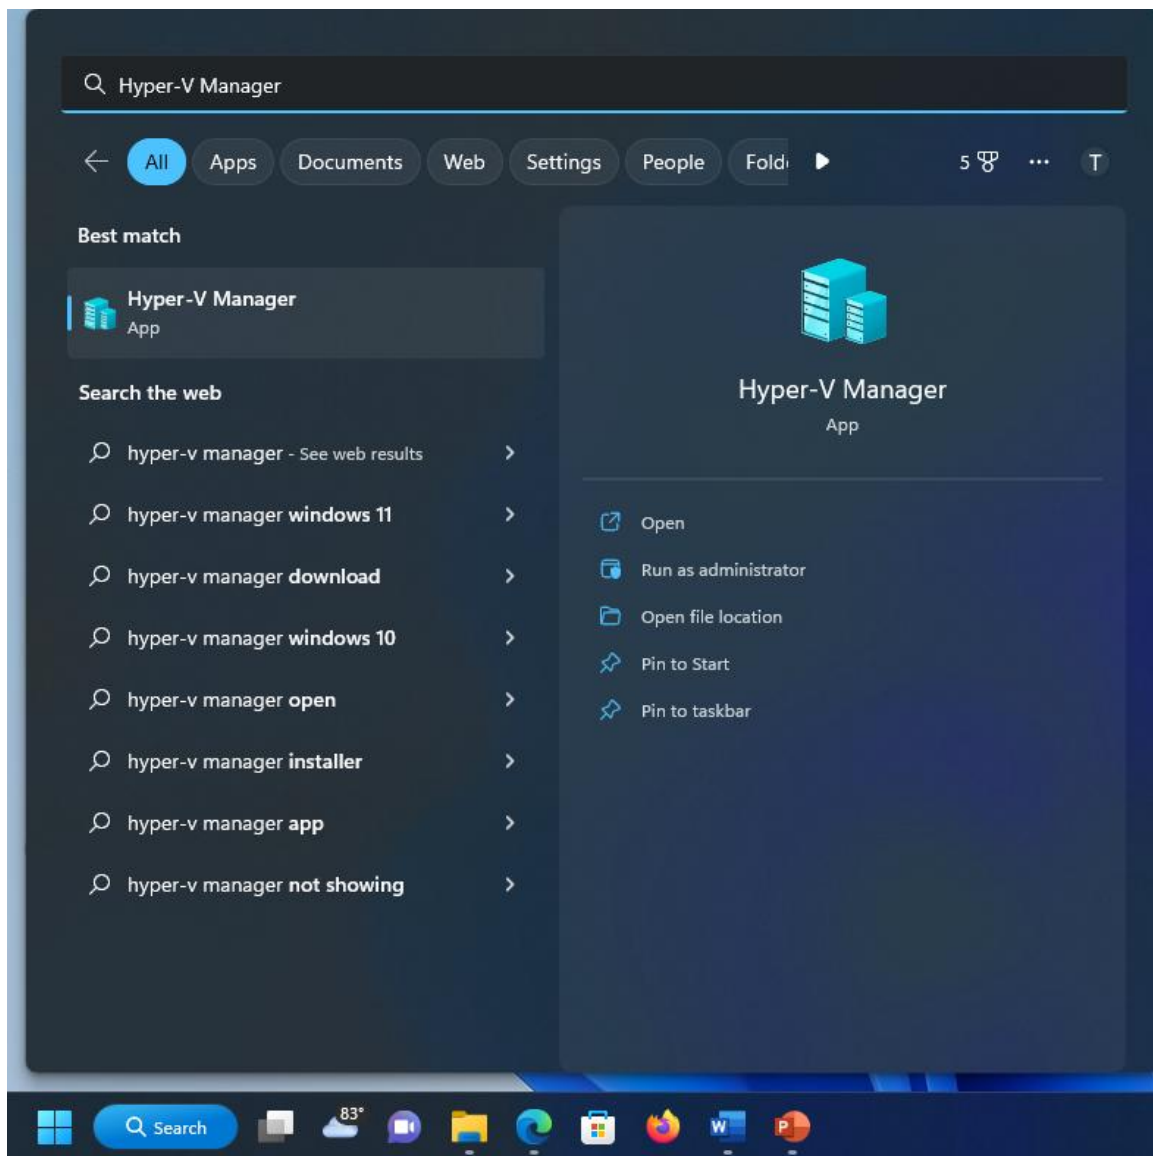 Hyper-V Manager
All Apps Documents Web Settings People Folde 5 ... T
Best match
Hyper-V Manager
App
Search the web
hyper-v manager - See web results
hyper-v manager windows 11
hyper-v manager download
hyper-v manager windows 10
hyper-v manager open
hyper-v manager installer
hyper-v manager app
hyper-v manager not showing
Hyper-V Manager
App
Open
Run as administrator
Open file location
Pin to Start
Pin to taskbar
Search 83° W P